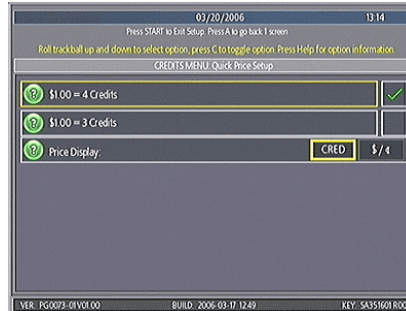 03/20/2006 13:14
Press START to Exit Setup. Press A to go back 1 screen
Roll trackball up and down to select option, press C to toggle option. Press Help for option information.
CREDITS MENU: Quick Price Setup
$1.00 = 4 Credits
$1.00 = 3 Credits
Price Display: CRED $ / ¢
VER: PG0073-01V01.00 BUILD: 2006-03-17 12:49 KEY: SA351601R00